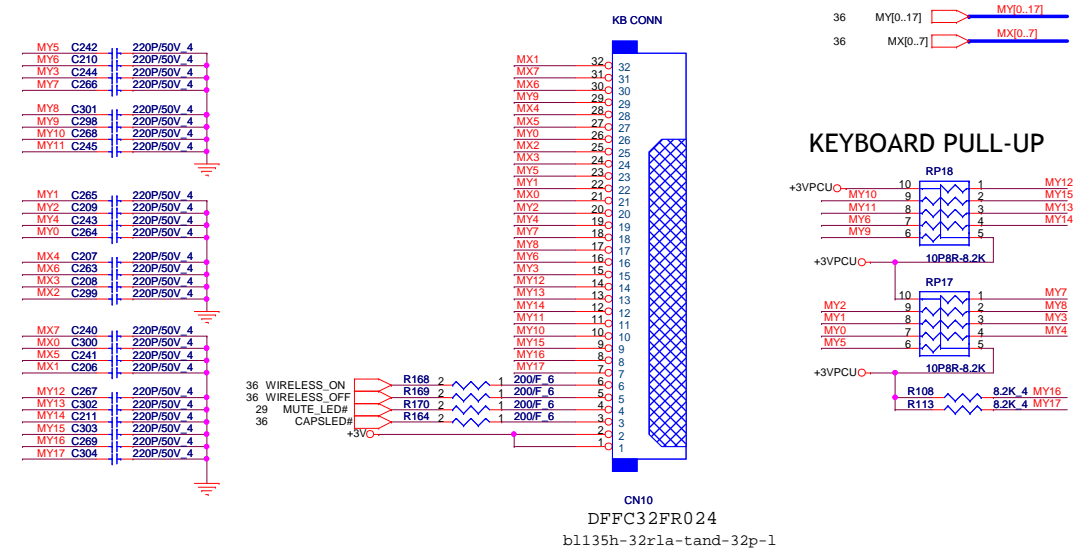 KB CONN
36 MY[0..17] MY[0..17]
36 MX[0..7] MX[0..7]
MY5 C242 220P/50V_4
MY6 C210 220P/50V_4
MY3 C244 220P/50V_4
MY7 C266 220P/50V_4
MY8 C301 220P/50V_4
MY9 C298 220P/50V_4
MY10 C268 220P/50V_4
MY11 C245 220P/50V_4
MY1 C265 220P/50V_4
MY2 C209 220P/50V_4
MY4 C243 220P/50V_4
MY0 C264 220P/50V_4
MX4 C207 220P/50V_4
MX6 C263 220P/50V_4
MX3 C208 220P/50V_4
MX2 C299 220P/50V_4
MX7 C240 220P/50V_4
MX0 C300 220P/50V_4
MX5 C241 220P/50V_4
MX1 C206 220P/50V_4
MY12 C267 220P/50V_4
MY13 C302 220P/50V_4
MY14 C211 220P/50V_4
MY15 C303 220P/50V_4
MY16 C269 220P/50V_4
MY17 C304 220P/50V_4
MX1 32 32
MX7 31 31
MX6 30 30
MY9 29 29
MX4 28 28
MX5 27 27
MY0 26 26
MX2 25 25
MX3 24 24
MY5 23 23
MY1 22 22
MX0 21 21
MY2 20 20
MY4 19 19
MY7 18 18
MY8 17 17
MY6 16 16
MY3 15 15
MY12 14 14
MY13 13 13
MY14 12 12
MY11 11 11
MY10 10 10
MY15 9 9
MY16 8 8
MY17 7 7
36 WIRELESS_ON R168 2 1 200/F_6 6 6
36 WIRELESS_OFF R169 2 1 200/F_6 5 5
29 MUTE_LED# R170 2 1 200/F_6 4 4
36 CAPSLED# R164 2 1 200/F_6 3 3
+3V 2 2
1 1
CN10
DFFC32FR024
bl135h-32rla-tand-32p-l
KEYBOARD PULL-UP
RP18
+3VPCU 10 1 MY12
MY10 9 2 MY15
MY11 8 3 MY13
MY6 7 4 MY14
MY9 6 5
10P8R-8.2K
+3VPCU
RP17
10 1 MY7
MY2 9 2 MY8
MY1 8 3 MY3
MY0 7 4 MY4
MY5 6 5
10P8R-8.2K
+3VPCU
R108 8.2K_4 MY16
R113 8.2K_4 MY17